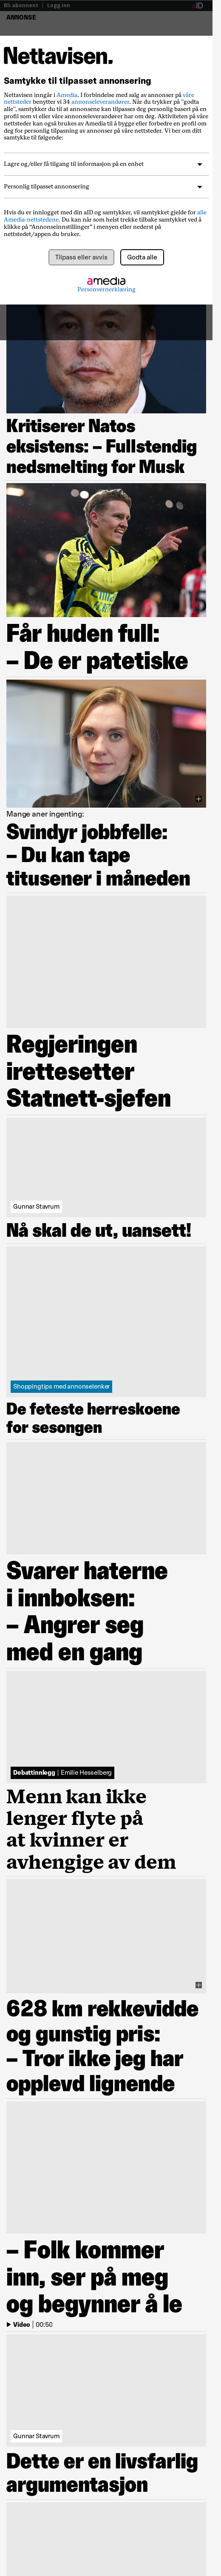 Bli abonnent | Logg inn
aID
ANNONSE
Nettavisen.
Samtykke til tilpasset annonsering
Nettavisen inngår i Amedia. I forbindelse med salg av annonser på våre
nettsteder benytter vi 34 annonseleverandører. Når du trykker på "godta
alle", samtykker du til at annonsene kan tilpasses deg basert på den
profil som vi eller våre annonseleverandører har om deg. Aktiviteten på våre
nettsteder kan også brukes av Amedia til å bygge eller forbedre en profil om
deg for personlig tilpasning av annonser på våre nettsteder. Vi ber om ditt
samtykke til følgende:
Lagre og/eller få tilgang til informasjon på en enhet
Personlig tilpasset annonsering
Hvis du er innlogget med din aID og samtykker, vil samtykket gjelde for alle
Amedia-nettstedene. Du kan når som helst trekke tilbake samtykket ved å
klikke på "Annonseinnstillinger" i menyen eller nederst på
nettstedet/appen du bruker.
Tilpass eller avvis
Godta alle
amedia
Personvernerklæring
Kritiserer Natos
eksistens: – Fullstendig
nedsmelting for Musk
Får huden full:
– De er patetiske
Mange aner ingenting:
Svindyr jobbfelle:
– Du kan tape
titusener i måneden
Regjeringen
irettesetter
Statnett-sjefen
Gunnar Stavrum
Nå skal de ut, uansett!
Shoppingtips med annonselenker
De feteste herreskoene
for sesongen
Svarer haterne
i innboksen:
– Angrer seg
med en gang
Debattinnlegg | Emilie Hesselberg
Menn kan ikke
lenger flyte på
at kvinner er
avhengige av dem
628 km rekkevidde
og gunstig pris:
– Tror ikke jeg har
opplevd lignende
– Folk kommer
inn, ser på meg
og begynner å le
Video | 00:50
Gunnar Stavrum
Dette er en livsfarlig
argumentasjon